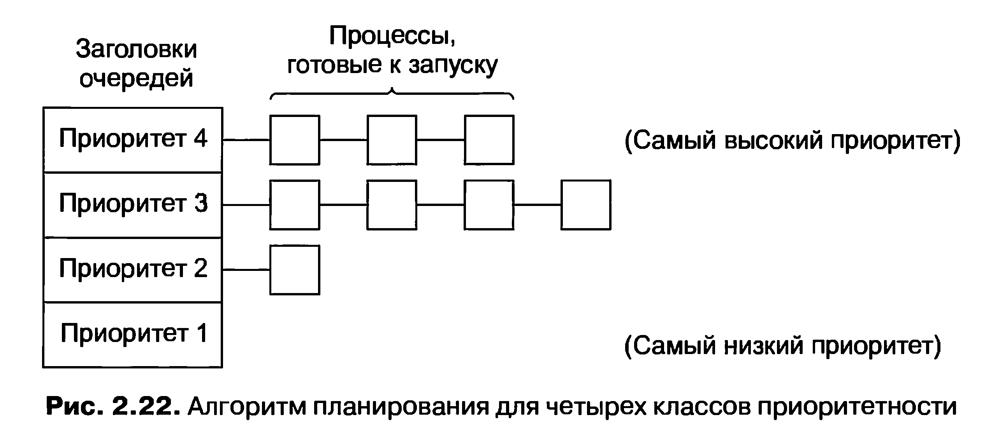 Заголовки
очередей
Процессы,
готовые к запуску
Приоритет 4
(Самый высокий приоритет)
Приоритет 3
Приоритет 2
Приоритет 1
(Самый низкий приоритет)
Рис. 2.22. Алгоритм планирования для четырех классов приоритетности